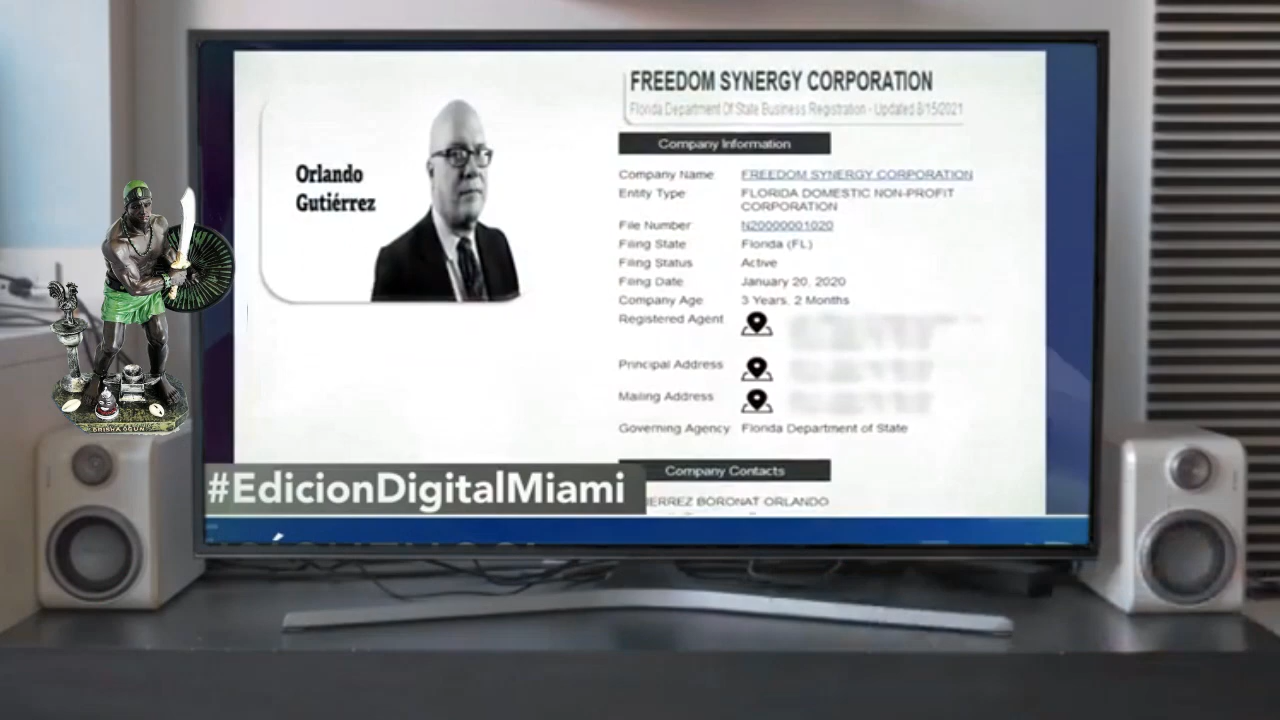 FREEDOM SYNERGY CORPORATION
Florida Department Of State Business Registration - Updated 8/15/2021
Company Information
Orlando
Gutiérrez
Company Name FREEDOM SYNERGY CORPORATION
Entity Type FLORIDA DOMESTIC NON-PROFIT
CORPORATION
File Number N20000001020
Filing State Florida (FL)
Filing Status Active
Filing Date January 20, 2020
Company Age 3 Years, 2 Months
Registered Agent
Principal Address
Mailing Address
Governing Agency Florida Department of State
Company Contacts
#EdicionDigitalMiami
IERREZ BORONAT ORLANDO
ORISHA OGUN